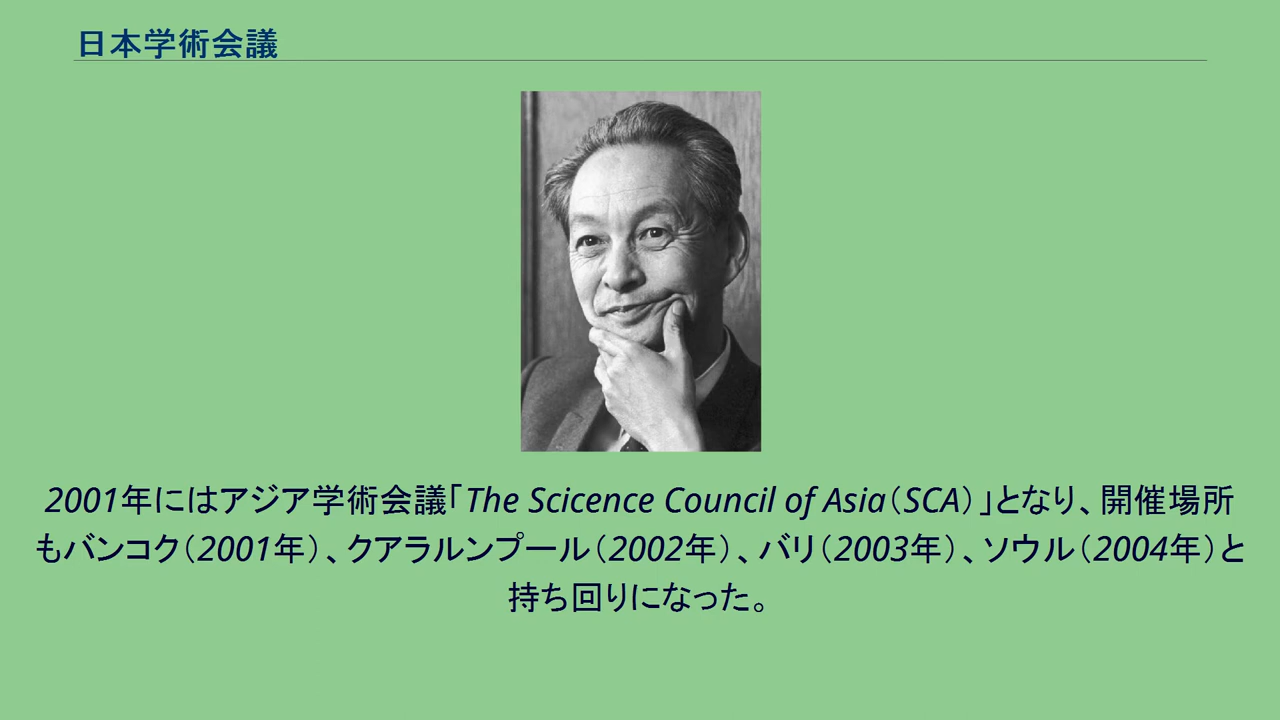 日本学術会議
2001年にはアジア学術会議「The Scicence Council of Asia（SCA）」となり、開催場所
もバンコク（2001年）、クアラルンプール（2002年）、バリ（2003年）、ソウル（2004年）と
持ち回りになった。